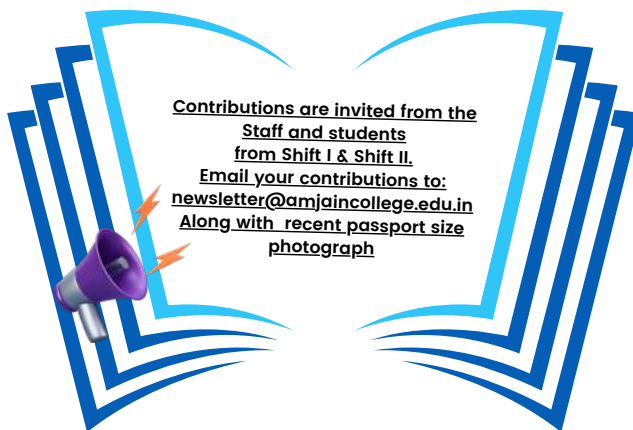 Contributions are invited from the
Staff and students
from Shift I & Shift II.
Email your contributions to:
newsletter@amjaincollege.edu.in
Along with  recent passport size
photograph